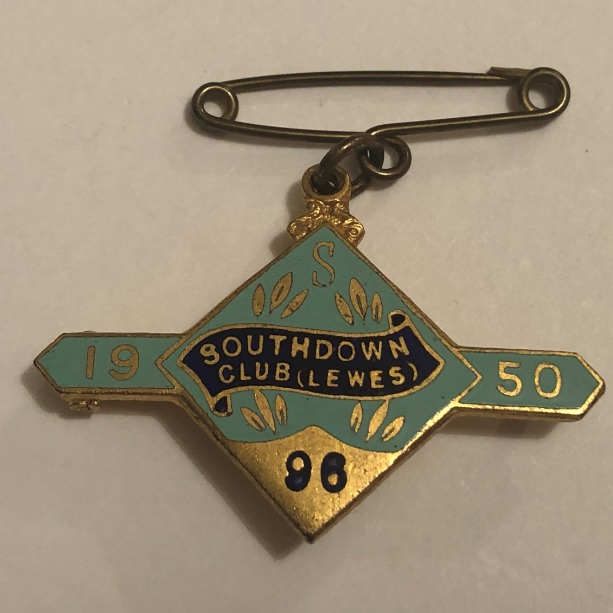 S
SOUTHDOWN
CLUB (LEWES)
19 50
96